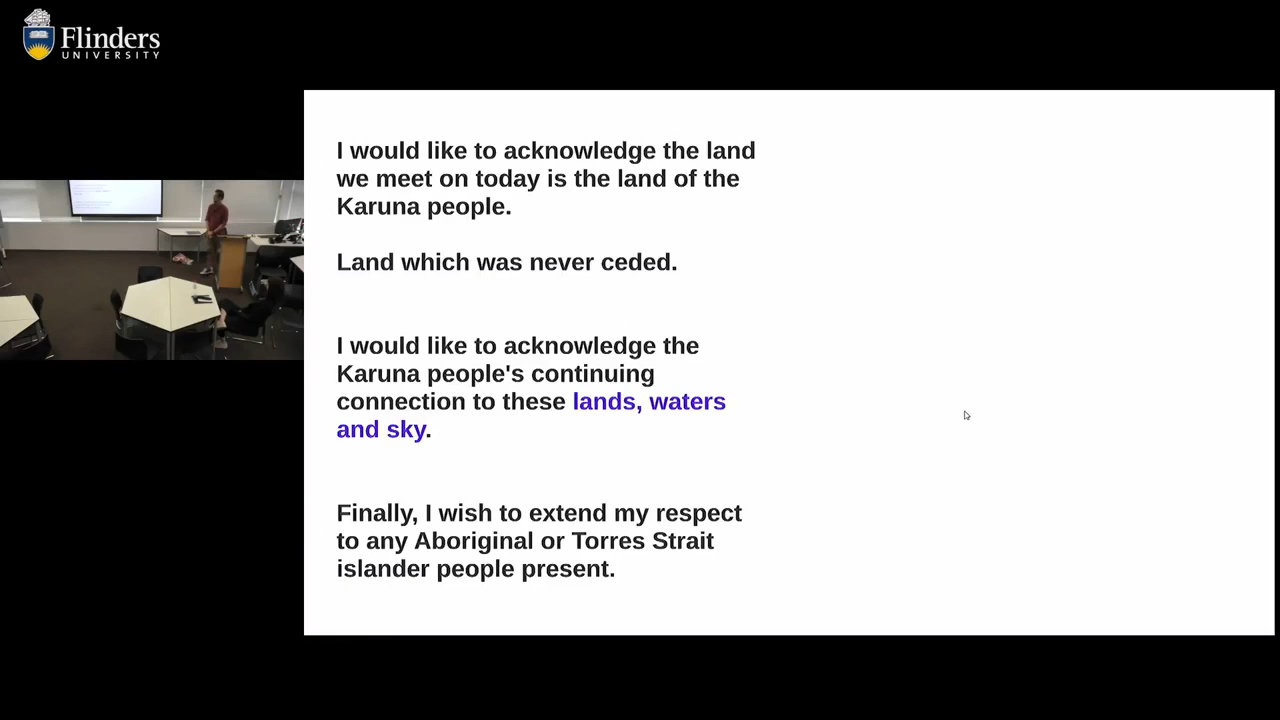 Flinders
UNIVERSITY
I would like to acknowledge the land
we meet on today is the land of the
Karuna people.
Land which was never ceded.
I would like to acknowledge the
Karuna people's continuing
connection to these lands, waters
and sky.
Finally, I wish to extend my respect
to any Aboriginal or Torres Strait
islander people present.